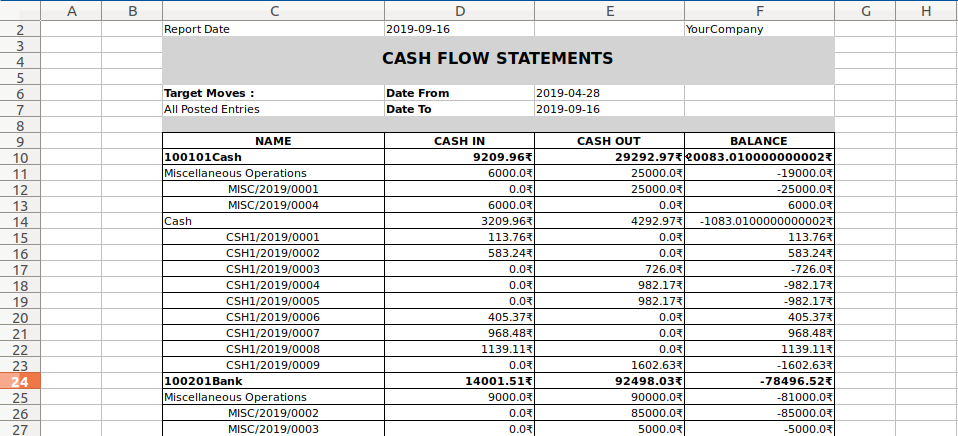 A B C D E F G H
2 Report Date 2019-09-16 YourCompany
3
4 CASH FLOW STATEMENTS
5
6 Target Moves : Date From 2019-04-28
7 All Posted Entries Date To 2019-09-16
8
9 NAME CASH IN CASH OUT BALANCE
10 100101Cash 9209.96₹ 29292.97₹ -20083.010000000002₹
11 Miscellaneous Operations 6000.0₹ 25000.0₹ -19000.0₹
12 MISC/2019/0001 0.0₹ 25000.0₹ -25000.0₹
13 MISC/2019/0004 6000.0₹ 0.0₹ 6000.0₹
14 Cash 3209.96₹ 4292.97₹ -1083.0100000000002₹
15 CSH1/2019/0001 113.76₹ 0.0₹ 113.76₹
16 CSH1/2019/0002 583.24₹ 0.0₹ 583.24₹
17 CSH1/2019/0003 0.0₹ 726.0₹ -726.0₹
18 CSH1/2019/0004 0.0₹ 982.17₹ -982.17₹
19 CSH1/2019/0005 0.0₹ 982.17₹ -982.17₹
20 CSH1/2019/0006 405.37₹ 0.0₹ 405.37₹
21 CSH1/2019/0007 968.48₹ 0.0₹ 968.48₹
22 CSH1/2019/0008 1139.11₹ 0.0₹ 1139.11₹
23 CSH1/2019/0009 0.0₹ 1602.63₹ -1602.63₹
24 100201Bank 14001.51₹ 92498.03₹ -78496.52₹
25 Miscellaneous Operations 9000.0₹ 90000.0₹ -81000.0₹
26 MISC/2019/0002 0.0₹ 85000.0₹ -85000.0₹
27 MISC/2019/0003 0.0₹ 5000.0₹ -5000.0₹